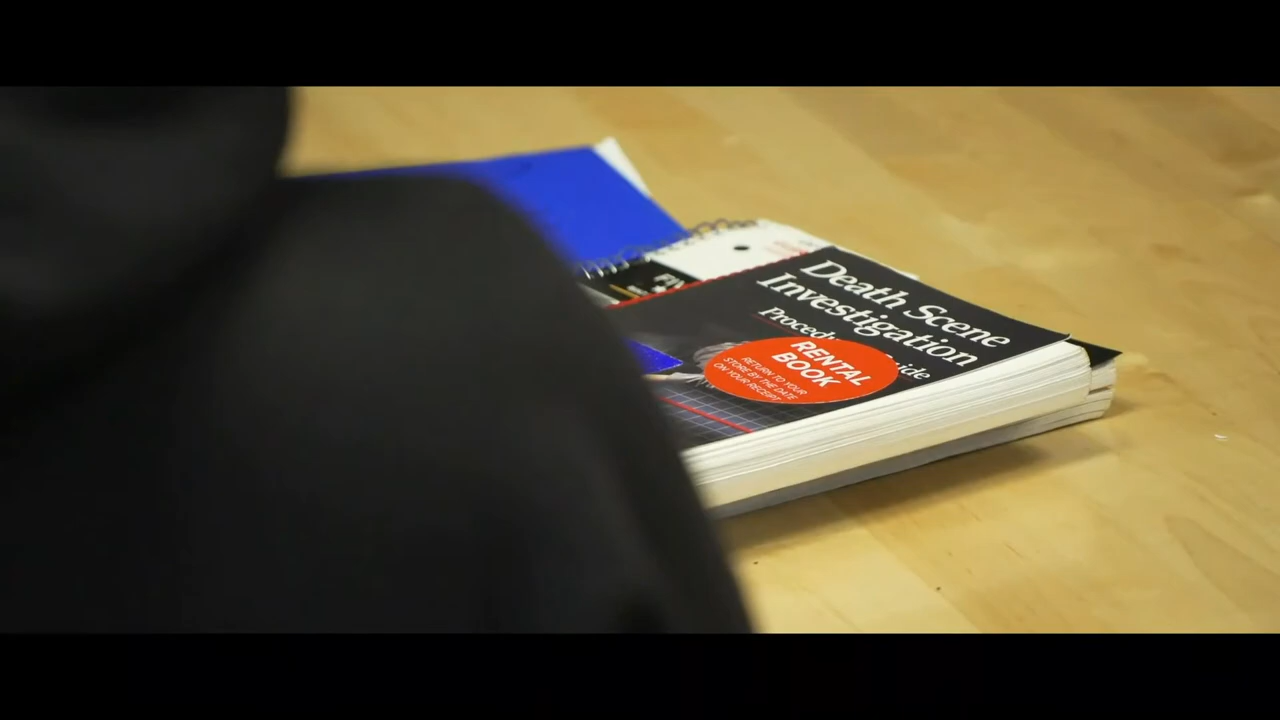 Death Scene
Investigation
RENTAL
BOOK
RETURN TO YOUR
STORE BY THE DATE
ON YOUR RECEIPT